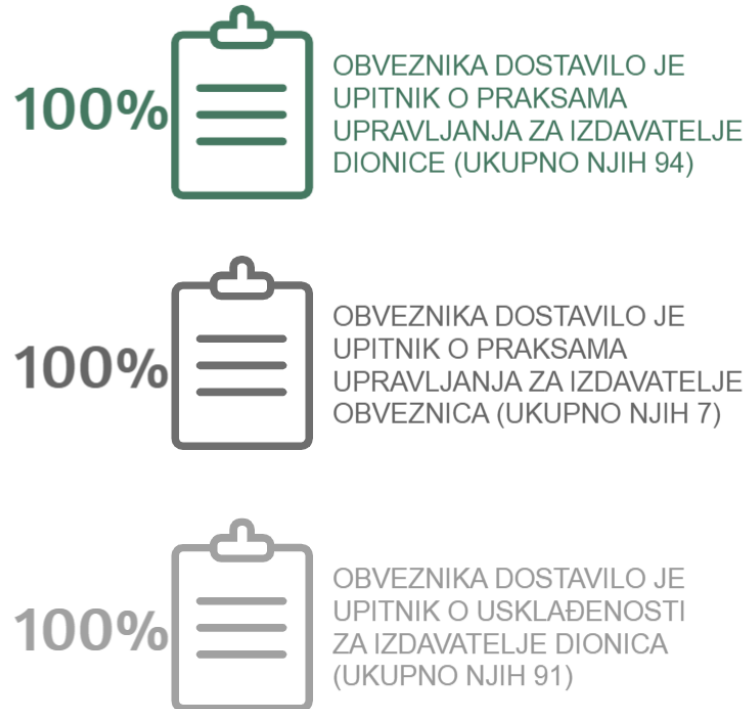 100%
OBVEZNIKA DOSTAVILO JE
UPITNIK O PRAKSAMA
UPRAVLJANJA ZA IZDAVATELJE
DIONICE (UKUPNO NJIH 94)
100%
OBVEZNIKA DOSTAVILO JE
UPITNIK O PRAKSAMA
UPRAVLJANJA ZA IZDAVATELJE
OBVEZNICA (UKUPNO NJIH 7)
100%
OBVEZNIKA DOSTAVILO JE
UPITNIK O USKLAĐENOSTI
ZA IZDAVATELJE DIONICA
(UKUPNO NJIH 91)